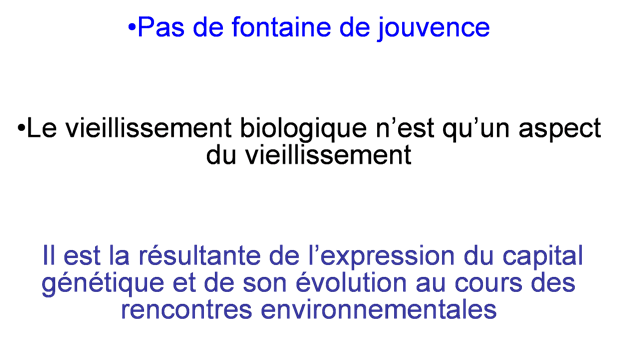 •Pas de fontaine de jouvence
•Le vieillissement biologique n’est qu’un aspect
du vieillissement
Il est la résultante de l’expression du capital
génétique et de son évolution au cours des
rencontres environnementales